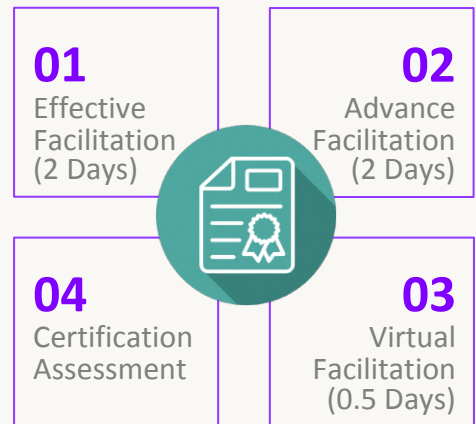 01
Effective
Facilitation
(2 Days)
02
Advance
Facilitation
(2 Days)
04
Certification
Assessment
03
Virtual
Facilitation
(0.5 Days)